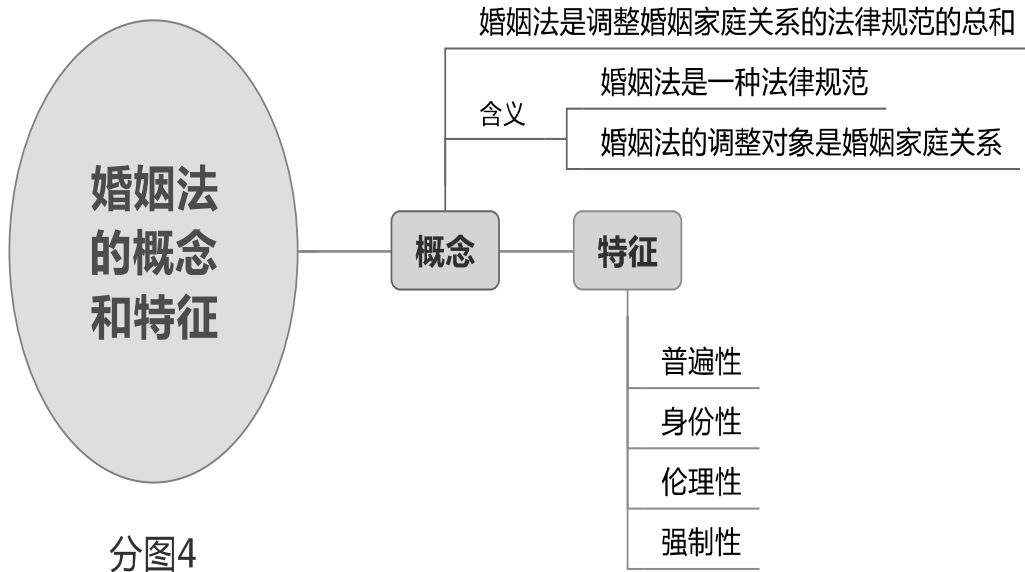 婚姻法是调整婚姻家庭关系的法律规范的总和
婚姻法是一种法律规范
含义
婚姻法的调整对象是婚姻家庭关系
婚姻法
的概念
和特征
概念
特征
普遍性
身份性
伦理性
强制性
分图4